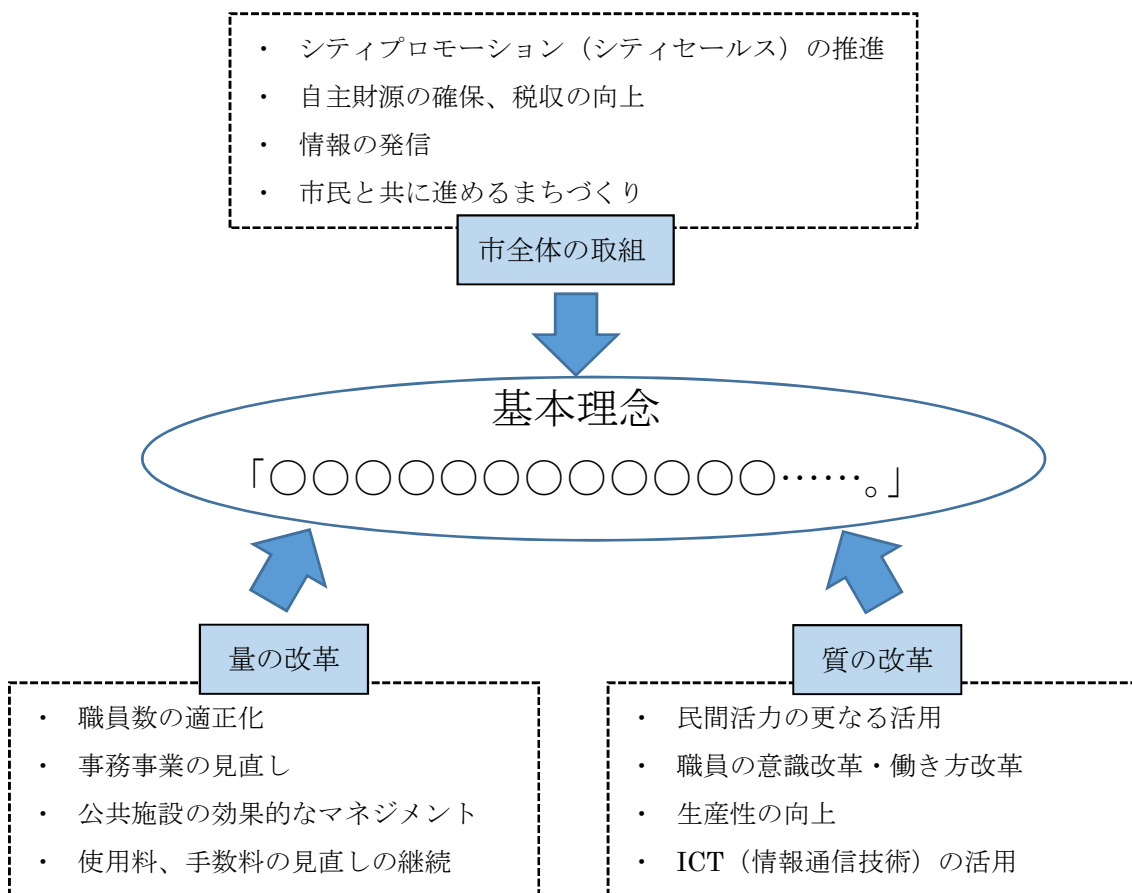 ・ シティプロモーション（シティセールス）の推進
・ 自主財源の確保、税収の向上
・ 情報の発信
・ 市民と共に進めるまちづくり
市全体の取組
基本理念
「○○○○○○○○○○○○……。」
量の改革
・ 職員数の適正化
・ 事務事業の見直し
・ 公共施設の効果的なマネジメント
・ 使用料、手数料の見直しの継続
質の改革
・ 民間活力の更なる活用
・ 職員の意識改革・働き方改革
・ 生産性の向上
・ ICT（情報通信技術）の活用